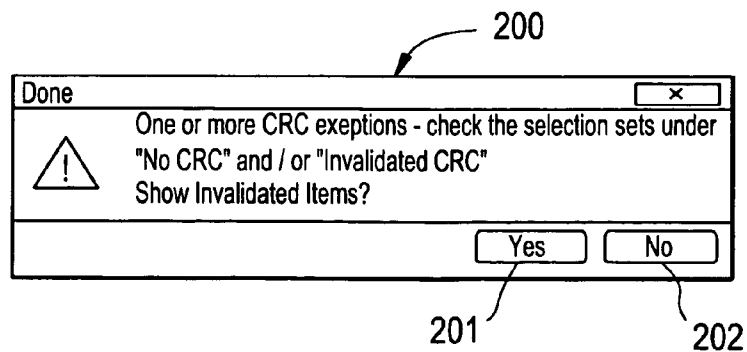 200
Done ×
One or more CRC exeptions - check the selection sets under
"No CRC" and / or "Invalidated CRC"
Show Invalidated Items?
!
Yes No
201 202